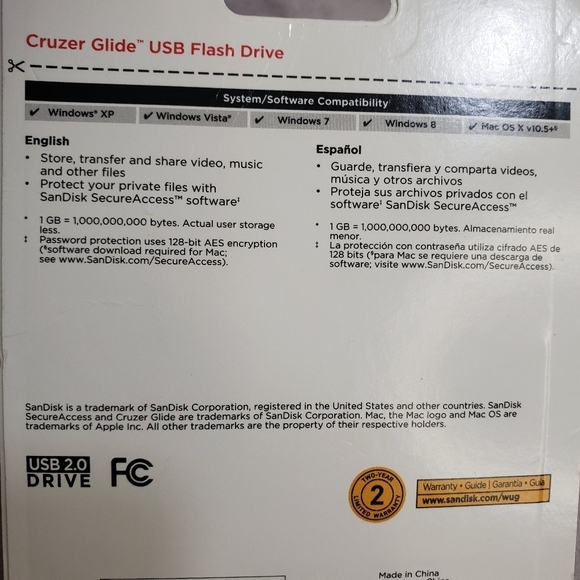 Cruzer Glide™ USB Flash Drive
System/Software Compatibility
✔ Windows® XP ✔ Windows Vista® ✔ Windows 7 ✔ Windows 8 ✔ Mac OS X v10.5+§
English
• Store, transfer and share video, music
and other files
• Protect your private files with
SanDisk SecureAccess™ software‡
* 1 GB = 1,000,000,000 bytes. Actual user storage
less.
‡ Password protection uses 128-bit AES encryption
(§software download required for Mac;
see www.SanDisk.com/SecureAccess).
Español
• Guarde, transfiera y comparta videos,
música y otros archivos
• Proteja sus archivos privados con el
software‡ SanDisk SecureAccess™
* 1 GB = 1,000,000,000 bytes. Almacenamiento real
menor.
‡ La protección con contraseña utiliza cifrado AES de
128 bits (§para Mac se requiere una descarga de
software; visite www.SanDisk.com/SecureAccess).
SanDisk is a trademark of SanDisk Corporation, registered in the United States and other countries. SanDisk
SecureAccess and Cruzer Glide are trademarks of SanDisk Corporation. Mac, the Mac logo and Mac OS are
trademarks of Apple Inc. All other trademarks are the property of their respective holders.
USB 2.0
DRIVE
FC
TWO-YEAR
2
LIMITED WARRANTY
Warranty • Guide | Garantía • Guía
www.sandisk.com/wug
Made in China